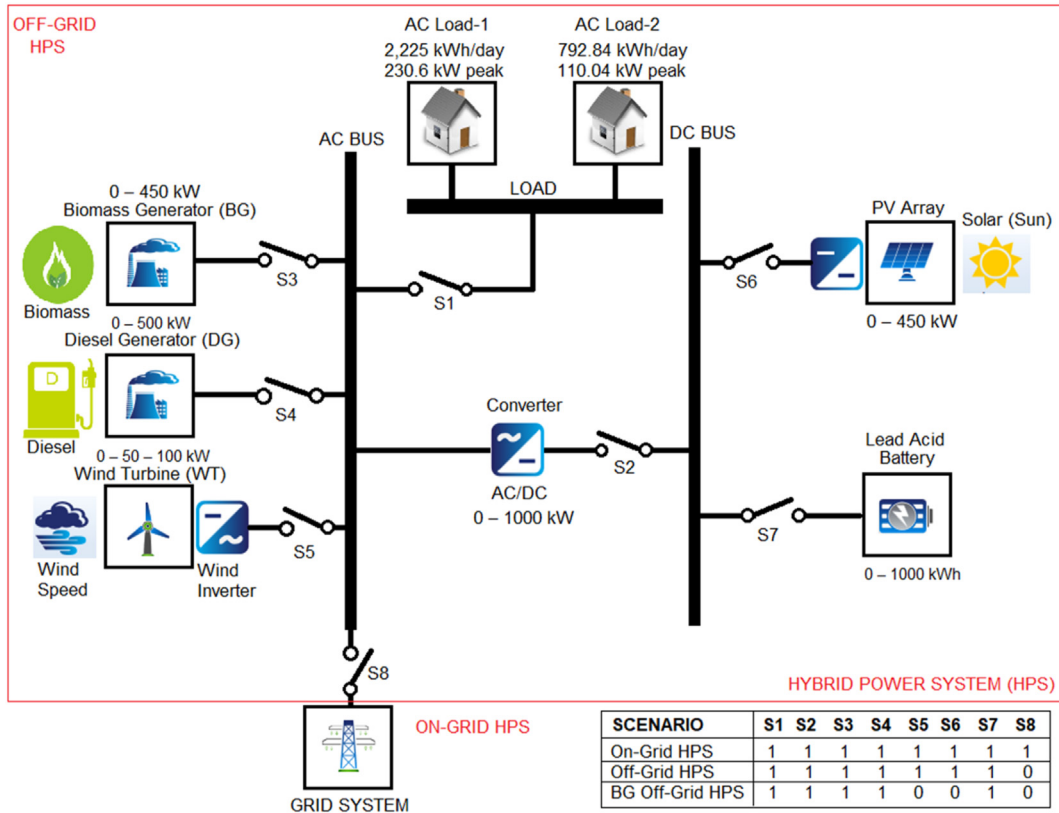 OFF-GRID
HPS
AC Load-1
2,225 kWh/day
230.6 kW peak
AC Load-2
792.84 kWh/day
110.04 kW peak
AC BUS
DC BUS
LOAD
0 – 450 kW
Biomass Generator (BG)
Biomass
S3
S1
PV Array
Solar (Sun)
S6
0 – 450 kW
0 – 500 kW
Diesel Generator (DG)
D
Diesel
S4
Converter
AC/DC
0 – 1000 kW
S2
Lead Acid
Battery
S7
0 – 1000 kWh
0 – 50 – 100 kW
Wind Turbine (WT)
Wind
Speed
Wind
Inverter
S5
S8
HYBRID POWER SYSTEM (HPS)
ON-GRID HPS
GRID SYSTEM
SCENARIO S1 S2 S3 S4 S5 S6 S7 S8
On-Grid HPS 1 1 1 1 1 1 1 1
Off-Grid HPS 1 1 1 1 1 1 1 0
BG Off-Grid HPS 1 1 1 1 0 0 1 0